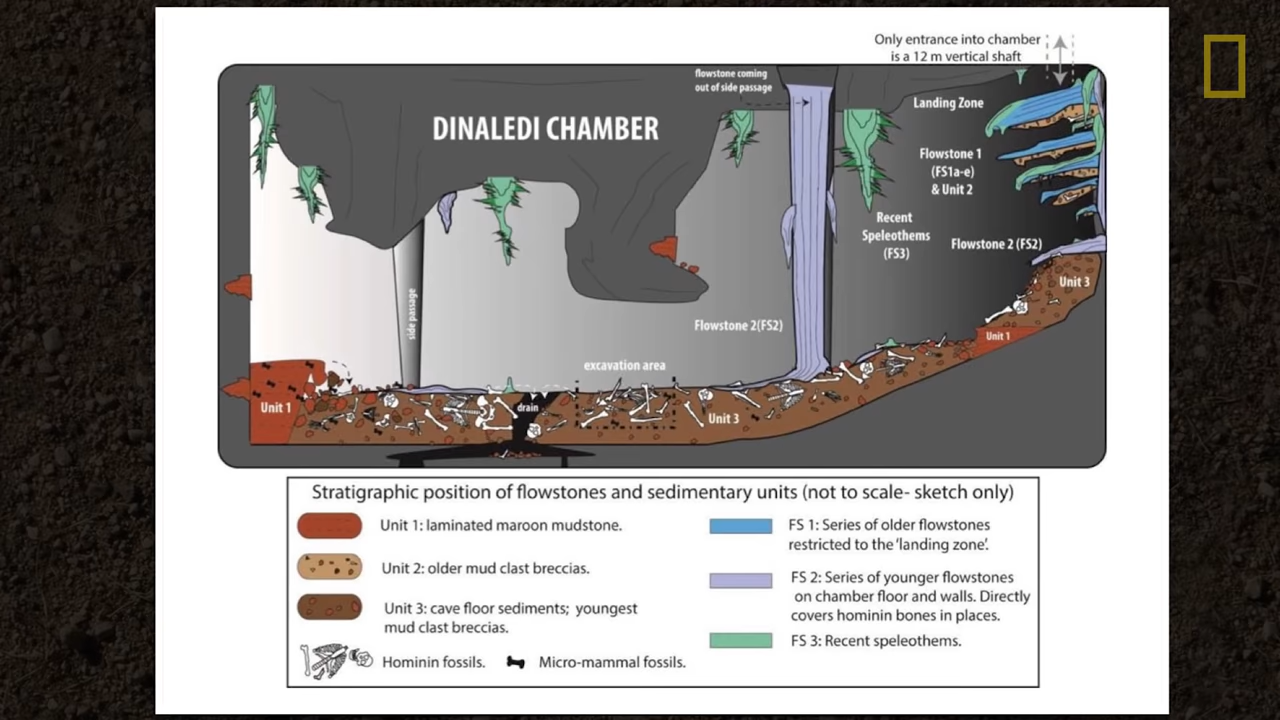 Only entrance into chamber
is a 12 m vertical shaft
flowstone coming
out of side passage
DINALEDI CHAMBER
Landing Zone
Flowstone 1
(FS1a-e)
& Unit 2
Recent
Speleothems
(FS3)
Flowstone 2 (FS2)
Unit 3
side passage
Flowstone 2(FS2)
Unit 1
excavation area
Unit 1
drain
Unit 3
Stratigraphic position of flowstones and sedimentary units (not to scale- sketch only)
Unit 1: laminated maroon mudstone.
Unit 2: older mud clast breccias.
Unit 3: cave floor sediments; youngest
mud clast breccias.
Hominin fossils.
Micro-mammal fossils.
FS 1: Series of older flowstones
restricted to the 'landing zone'.
FS 2: Series of younger flowstones
on chamber floor and walls. Directly
covers hominin bones in places.
FS 3: Recent speleothems.